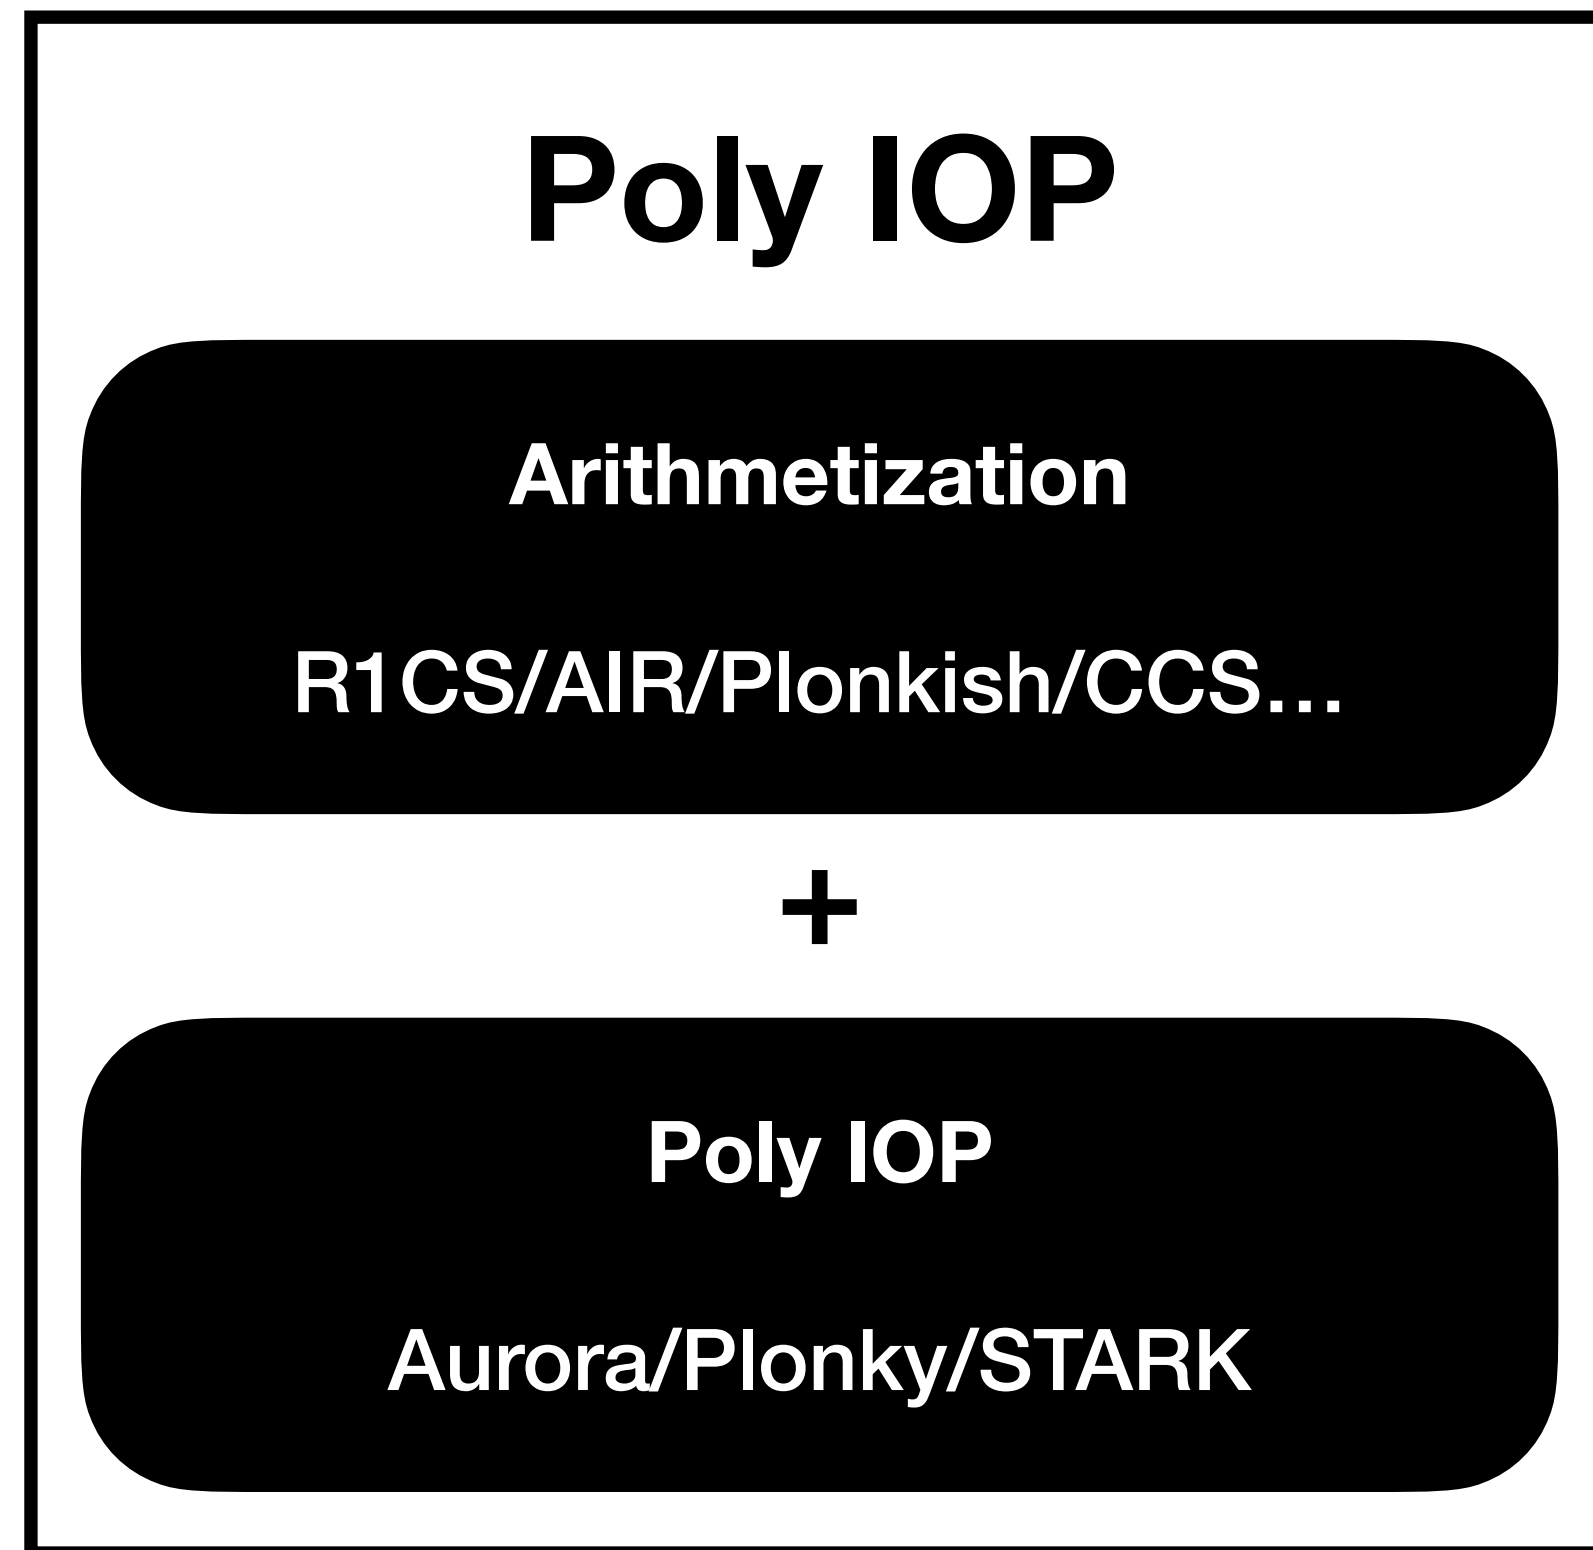 Poly IOP
Arithmetization
R1CS/AIR/Plonkish/CCS…
+
Poly IOP
Aurora/Plonky/STARK